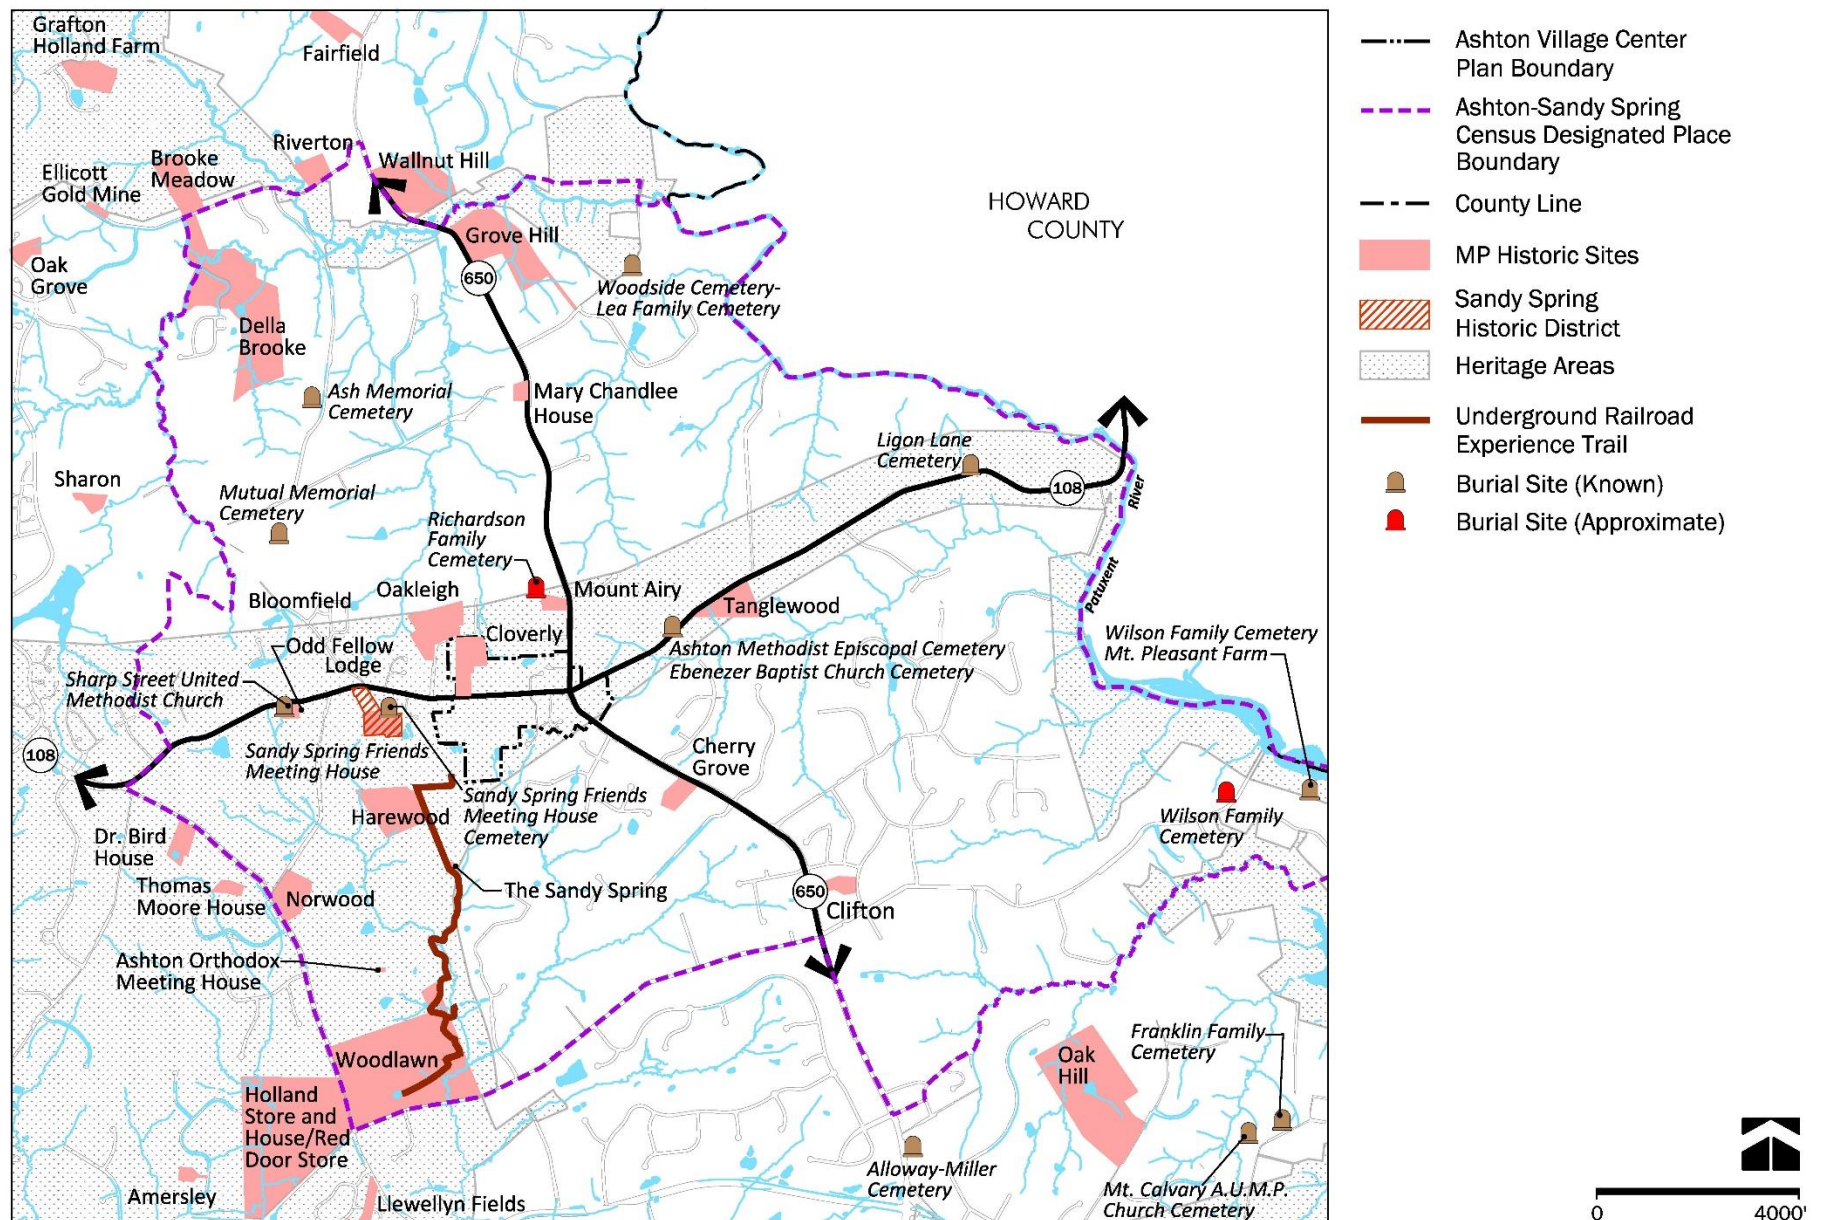 Grafton
Holland Farm
Fairfield
Riverton
Wallnut Hill
Brooke
Meadow
Ellicott
Gold Mine
Grove Hill
HOWARD
COUNTY
Oak
Grove
650
Woodside Cemetery-
Lea Family Cemetery
Della
Brooke
Ash Memorial
Cemetery
Mary Chandlee
House
Ligon Lane
Cemetery
108
River
Patuxent
Sharon
Mutual Memorial
Cemetery
Richardson
Family
Cemetery
Bloomfield
Oakleigh
Mount Airy
Tanglewood
Odd Fellow
Lodge
Cloverly
Ashton Methodist Episcopal Cemetery
Ebenezer Baptist Church Cemetery
Wilson Family Cemetery
Mt. Pleasant Farm
Sharp Street United
Methodist Church
108
Sandy Spring Friends
Meeting House
Cherry
Grove
Sandy Spring Friends
Meeting House
Cemetery
Harewood
Wilson Family
Cemetery
Dr. Bird
House
Thomas
Moore House
Norwood
The Sandy Spring
650
Clifton
Ashton Orthodox
Meeting House
Woodlawn
Oak
Hill
Franklin Family
Cemetery
Holland
Store and
House/Red
Door Store
Amersley
Llewellyn Fields
Alloway-Miller
Cemetery
Mt. Calvary A.U.M.P.
Church Cemetery
Ashton Village Center
Plan Boundary
Ashton-Sandy Spring
Census Designated Place
Boundary
County Line
MP Historic Sites
Sandy Spring
Historic District
Heritage Areas
Underground Railroad
Experience Trail
Burial Site (Known)
Burial Site (Approximate)
0 4000'